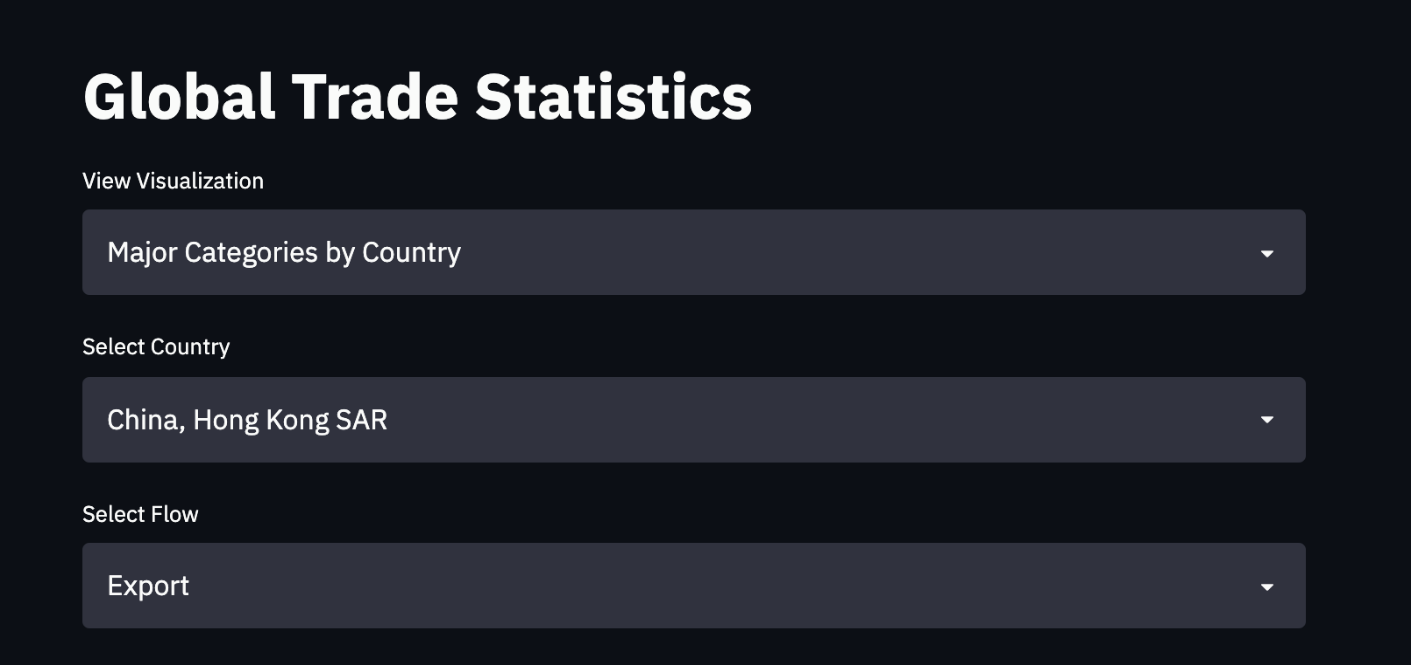 Global Trade Statistics
View Visualization
Major Categories by Country
Select Country
China, Hong Kong SAR
Select Flow
Export